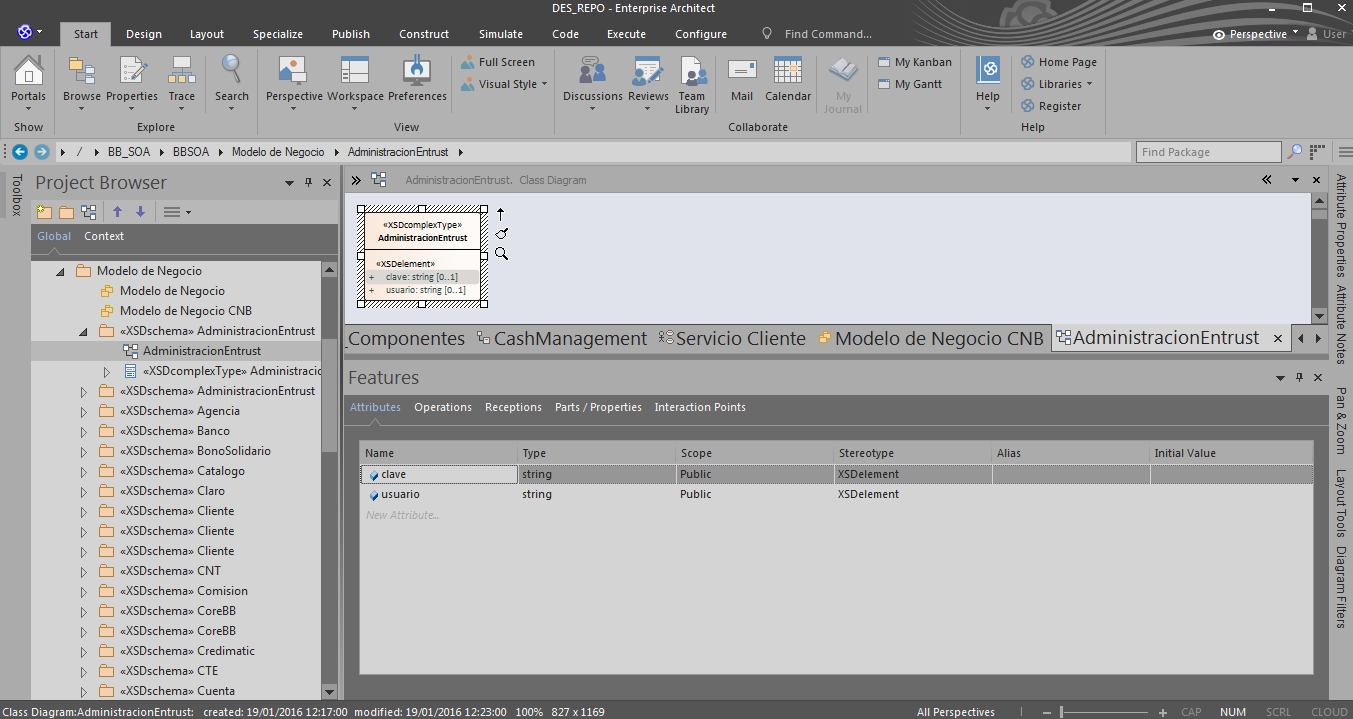 DES_REPO - Enterprise Architect
Start Design Layout Specialize Publish Construct Simulate Code Execute Configure Find Command... Perspective User
Full Screen My Kanban Home Page
Visual Style My Gantt Libraries
Portals Browse Properties Trace Search Perspective Workspace Preferences Discussions Reviews Team Library Mail Calendar My Journal Help Register
Show Explore View Collaborate Help
/ BB_SOA BBSOA Modelo de Negocio AdministracionEntrust Find Package
Toolbox
Project Browser
Global Context
Modelo de Negocio
Modelo de Negocio
Modelo de Negocio CNB
«XSDschema» AdministracionEntrust
AdministracionEntrust
«XSDcomplexType» Administracio
«XSDschema» AdministracionEntrust
«XSDschema» Agencia
«XSDschema» Banco
«XSDschema» BonoSolidario
«XSDschema» Catalogo
«XSDschema» Claro
«XSDschema» Cliente
«XSDschema» Cliente
«XSDschema» Cliente
«XSDschema» CNT
«XSDschema» Comision
«XSDschema» CoreBB
«XSDschema» CoreBB
«XSDschema» Credimatic
«XSDschema» CTE
«XSDschema» Cuenta
AdministracionEntrust. Class Diagram
«XSDcomplexType»
AdministracionEntrust
«XSDelement»
+ clave: string [0..1]
+ usuario: string [0..1]
Componentes CashManagement Servicio Cliente Modelo de Negocio CNB AdministracionEntrust
Features
Attributes Operations Receptions Parts / Properties Interaction Points
Name Type Scope Stereotype Alias Initial Value
clave string Public XSDelement
usuario string Public XSDelement
New Attribute...
Attribute Properties
Attribute Notes
Pan & Zoom
Layout Tools
Diagram Filters
Class Diagram:AdministracionEntrust: created: 19/01/2016 12:17:00 modified: 19/01/2016 12:23:00 100% 827 x 1169 All Perspectives CAP NUM SCRL CLOUD